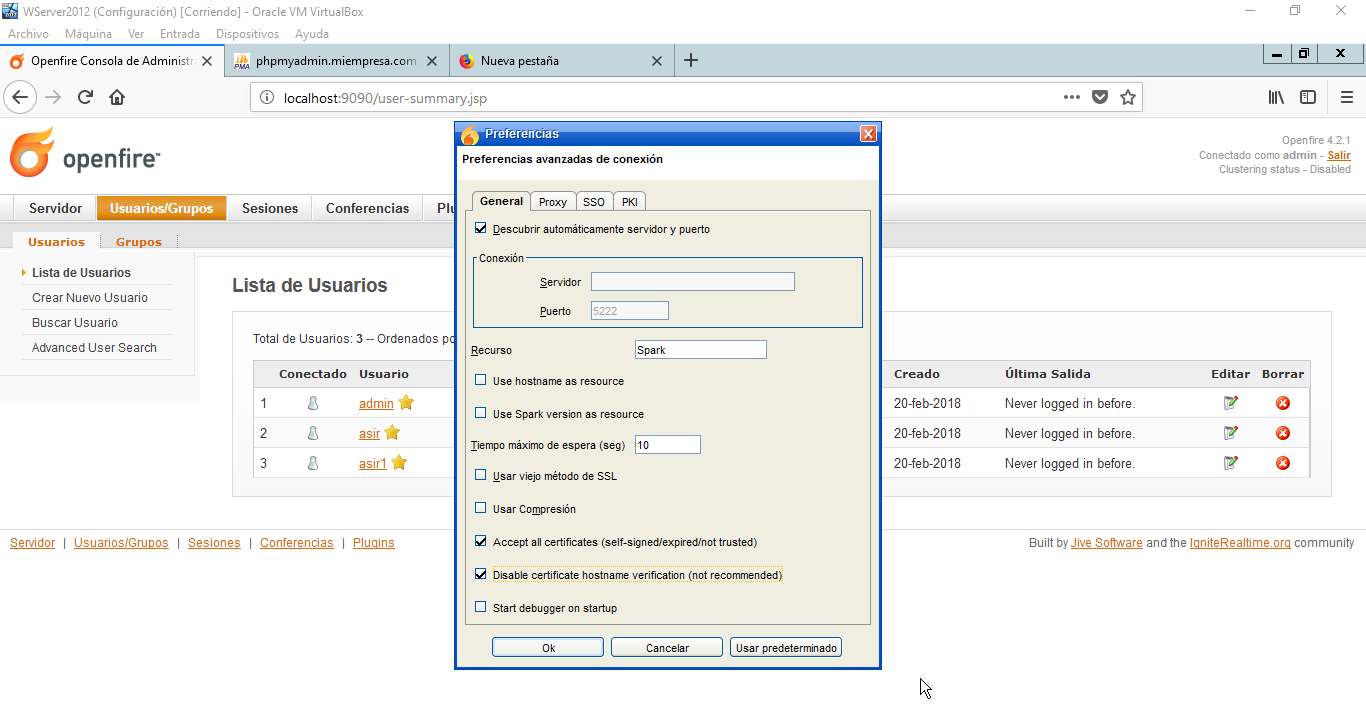 WServer2012 (Configuración) [Corriendo] - Oracle VM VirtualBox
Archivo Máquina Ver Entrada Dispositivos Ayuda
Openfire Consola de Administr
phpmyadmin.miempresa.com
Nueva pestaña
localhost:9090/user-summary.jsp
openfire™
Openfire 4.2.1
Conectado como admin - Salir
Clustering status - Disabled
Servidor Usuarios/Grupos Sesiones Conferencias Plu
Usuarios Grupos
Lista de Usuarios
Crear Nuevo Usuario
Buscar Usuario
Advanced User Search
Lista de Usuarios
Total de Usuarios: 3 -- Ordenados po
Conectado Usuario Creado Última Salida Editar Borrar
1 admin 20-feb-2018 Never logged in before.
2 asir 20-feb-2018 Never logged in before.
3 asir1 20-feb-2018 Never logged in before.
Preferencias
Preferencias avanzadas de conexión
General Proxy SSO PKI
Descubrir automáticamente servidor y puerto
Conexión
Servidor
Puerto 5222
Recurso Spark
Use hostname as resource
Use Spark version as resource
Tiempo máximo de espera (seg) 10
Usar viejo método de SSL
Usar Compresión
Accept all certificates (self-signed/expired/not trusted)
Disable certificate hostname verification (not recommended)
Start debugger on startup
Ok Cancelar Usar predeterminado
Servidor | Usuarios/Grupos | Sesiones | Conferencias | Plugins
Built by Jive Software and the IgniteRealtime.org community